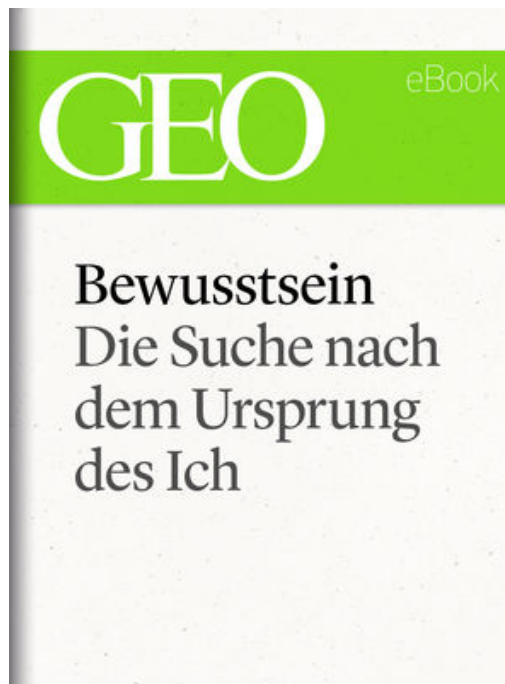 GEO
eBook
Bewusstsein
Die Suche nach
dem Ursprung
des Ich